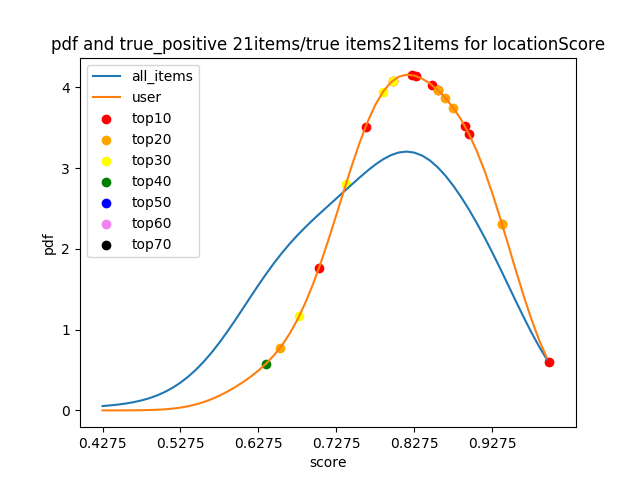 pdf and true_positive 21items/true items21items for locationScore
all_items
user
top10
top20
top30
top40
top50
top60
top70
pdf
4
3
2
1
0
0.4275 0.5275 0.6275 0.7275 0.8275 0.9275
score